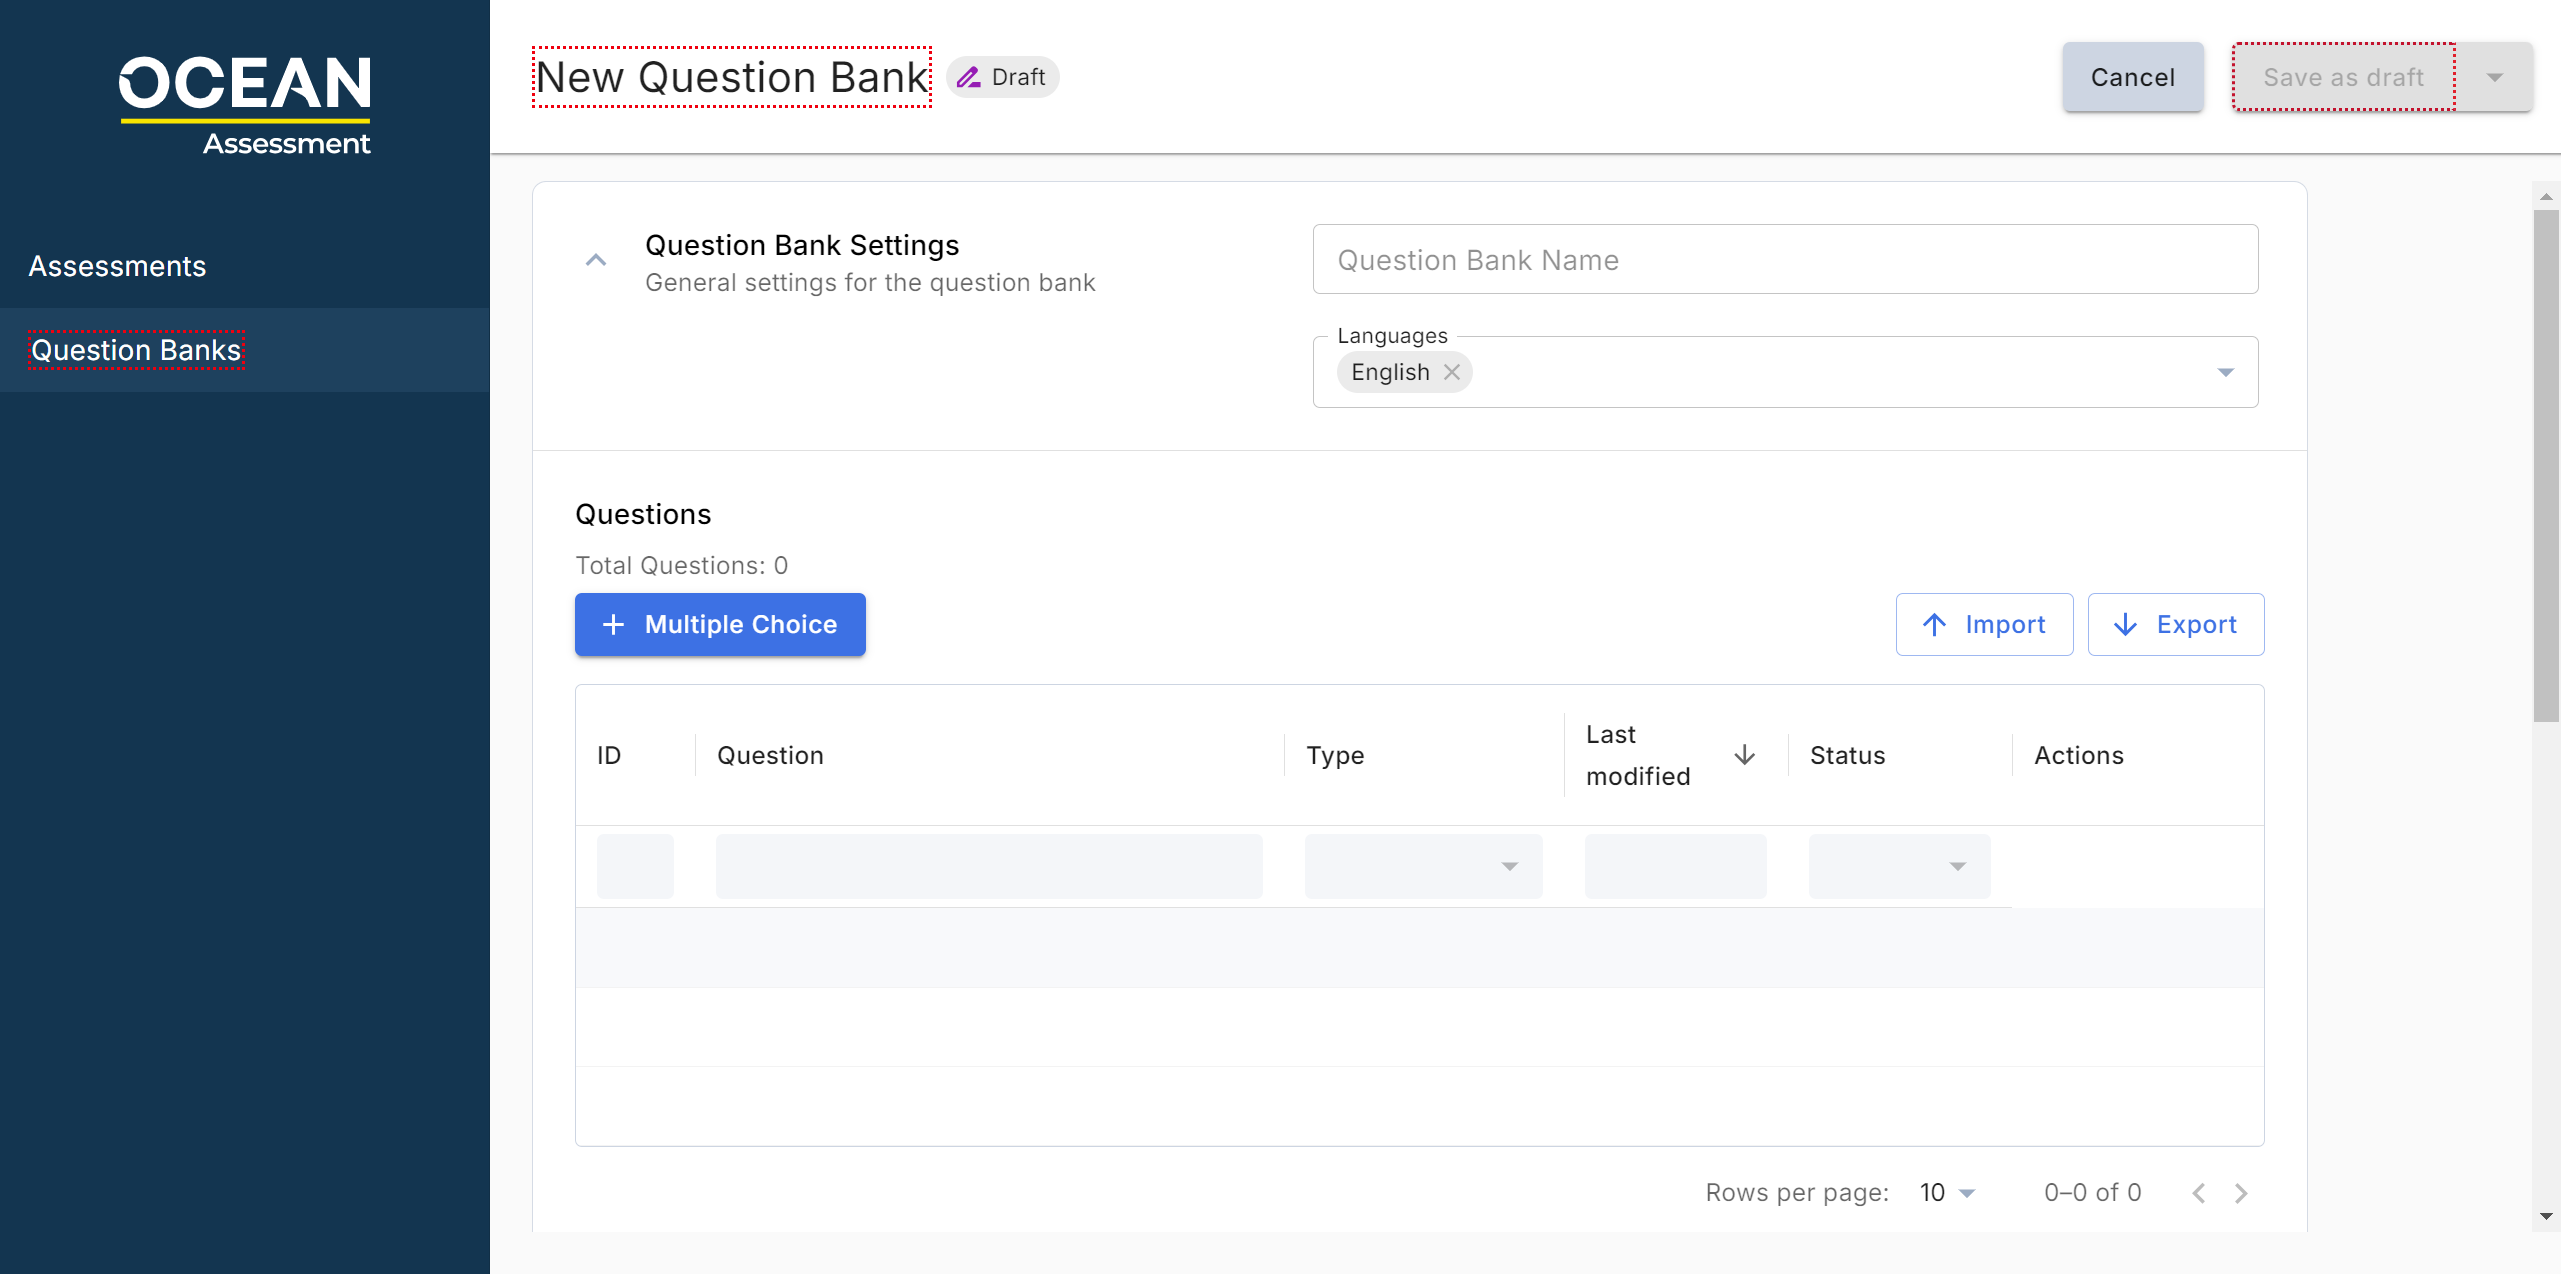 OCEAN
Assessment
Assessments
Question Banks
New Question Bank
Draft
Cancel
Save as draft
Question Bank Settings
General settings for the question bank
Question Bank Name
Languages
English
Questions
Total Questions: 0
Multiple Choice
Import
Export
ID
Question
Type
Last
modified
Status
Actions
Rows per page: 10 0–0 of 0